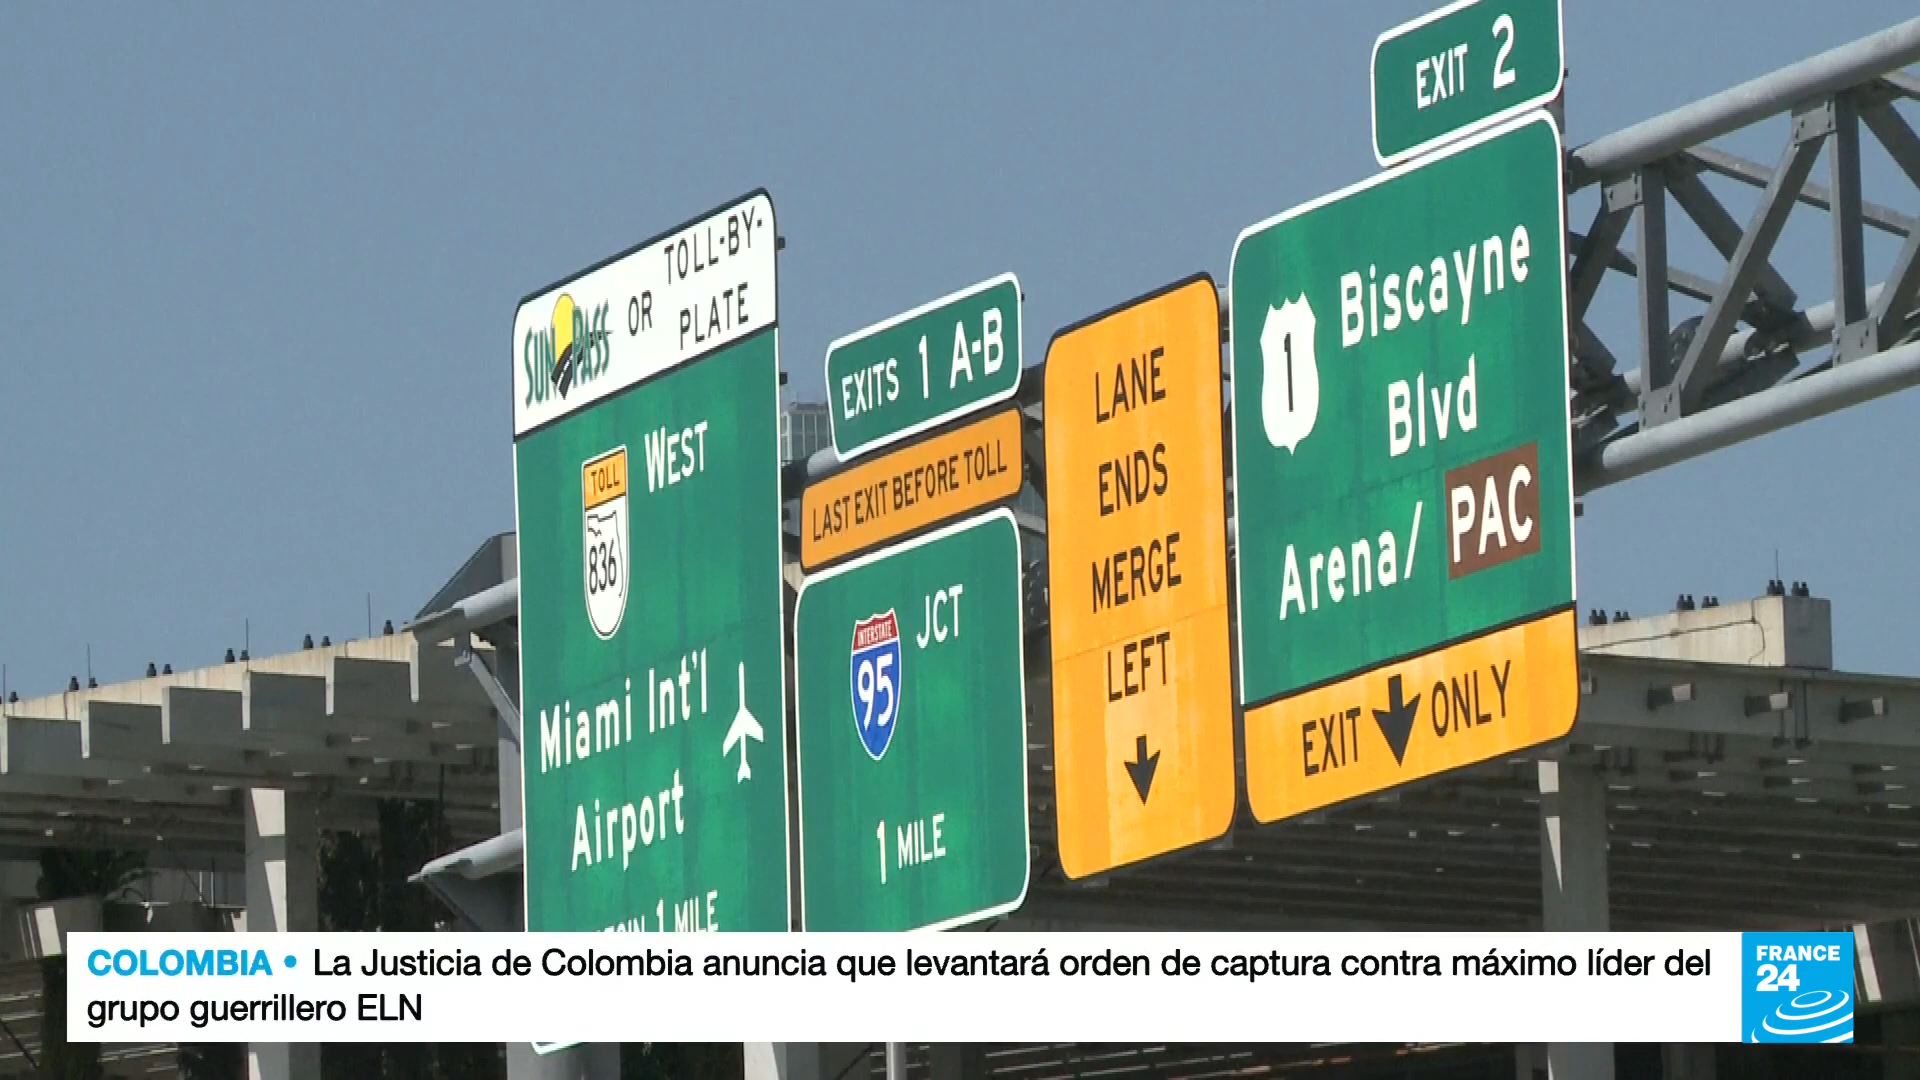 SUNPASS OR TOLL-BY-
PLATE
TOLL
836
WEST
Miami Int'l
Airport
1 MILE
EXITS 1 A-B
LAST EXIT BEFORE TOLL
INTERSTATE
95
JCT
1 MILE
LANE
ENDS
MERGE
LEFT
EXIT 2
1
Biscayne
Blvd
Arena/ PAC
EXIT ONLY
COLOMBIA • La Justicia de Colombia anuncia que levantará orden de captura contra máximo líder del
grupo guerrillero ELN
FRANCE
24